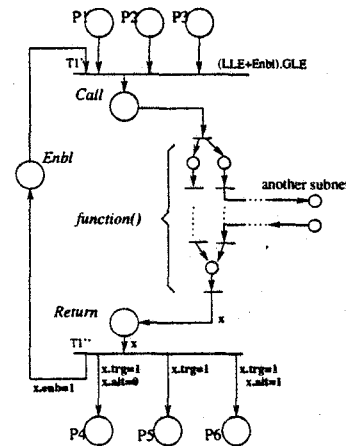 P1 P2 P3
T1' (LLE+Enbl).GLE
Call
Enbl
another subnet
function()
Return
x
x
T1''
x.trg=1 x.trg=1 x.trg=1
x.enb=1 x.alt=0 x.alt=1
P4 P5 P6